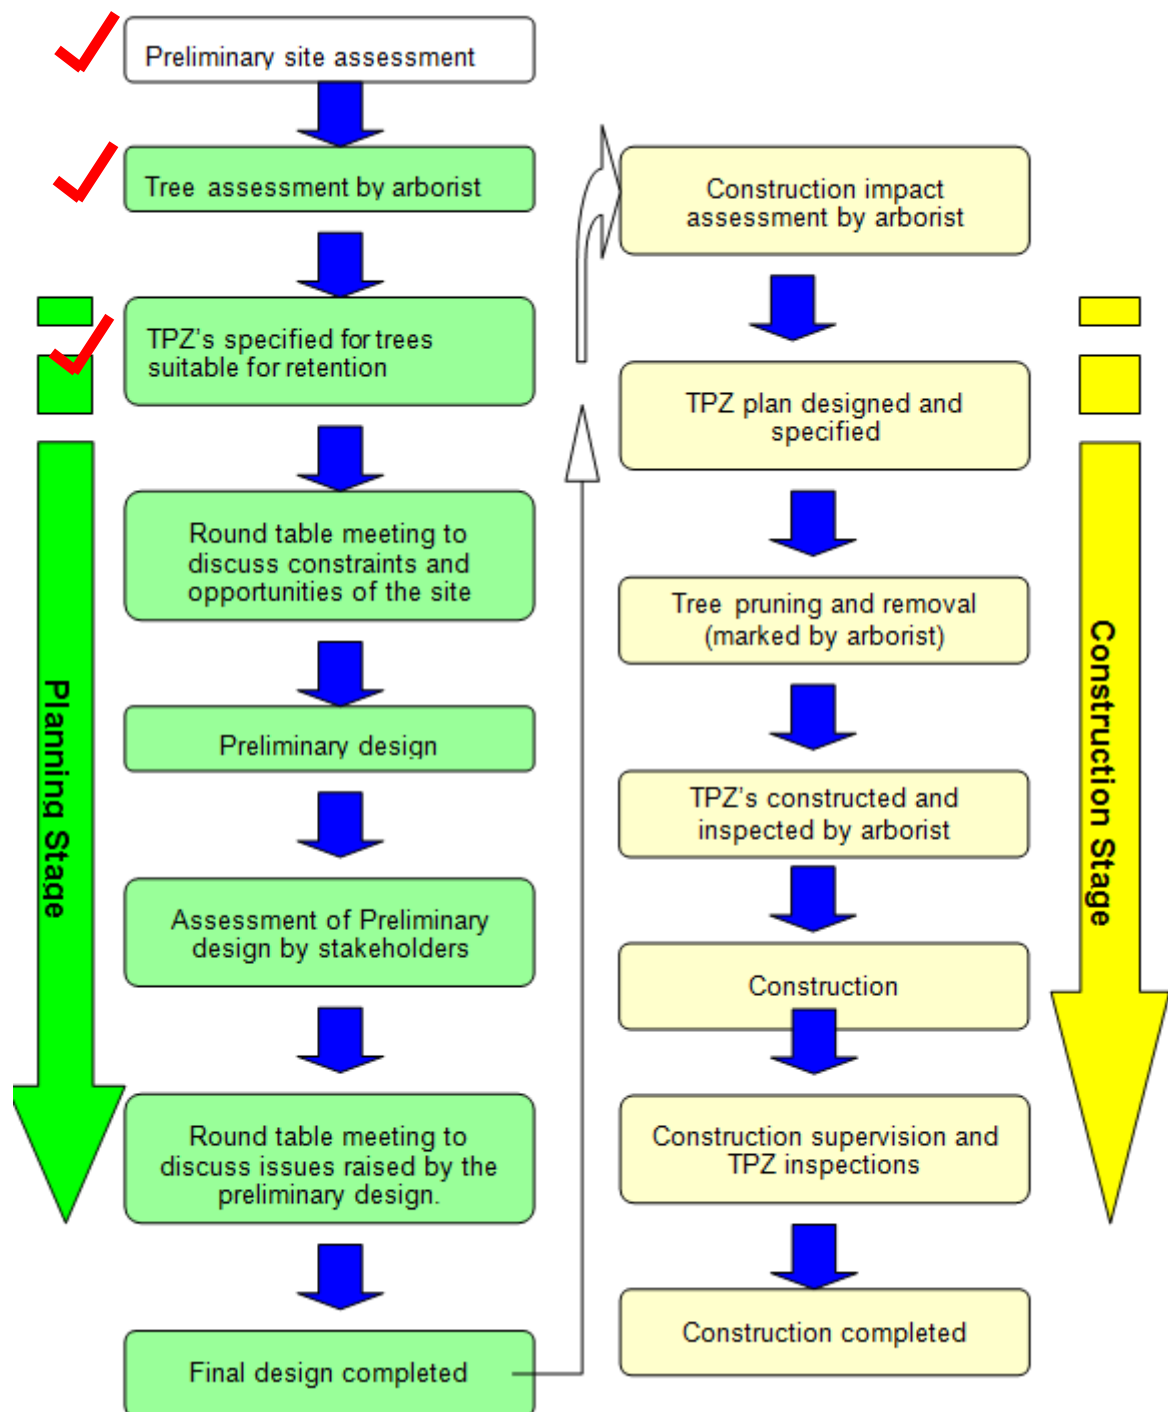 Preliminary site assessment
Tree assessment by arborist
TPZ's specified for trees
suitable for retention
Round table meeting to
discuss constraints and
opportunities of the site
Preliminary design
Assessment of Preliminary
design by stakeholders
Round table meeting to
discuss issues raised by the
preliminary design.
Final design completed
Planning Stage
Construction impact
assessment by arborist
TPZ plan designed and
specified
Tree pruning and removal
(marked by arborist)
TPZ's constructed and
inspected by arborist
Construction
Construction supervision and
TPZ inspections
Construction completed
Construction Stage